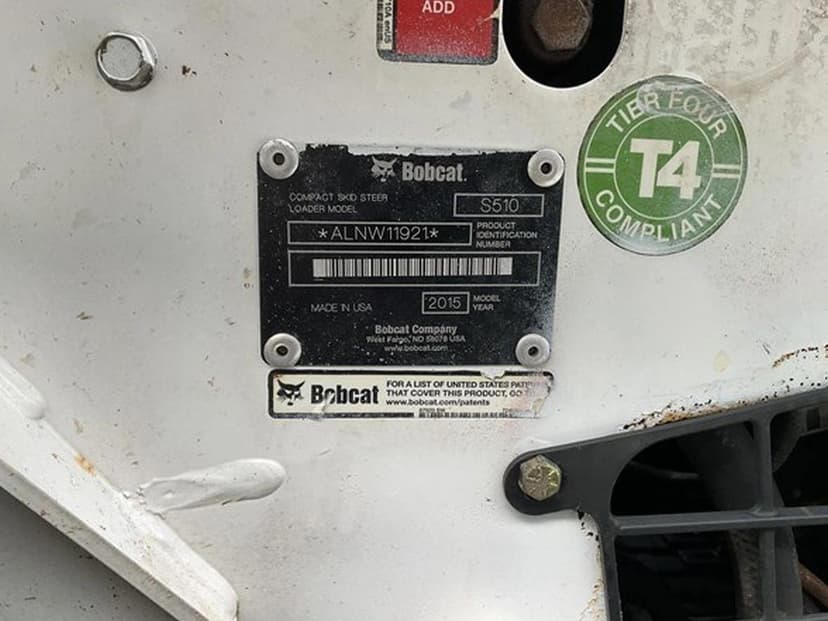 ADD
TIER FOUR
T4
COMPLIANT
Bobcat
COMPACT SKID STEER
LOADER MODEL
S510
*ALNW11921*
PRODUCT
IDENTIFICATION
NUMBER
MADE IN USA
2015
MODEL
YEAR
Bobcat Company
West Fargo, ND 58078 USA
www.bobcat.com
Bobcat
FOR A LIST OF UNITED STATES
THAT COVER THIS PRODUCT, GO
www.bobcat.com/patents